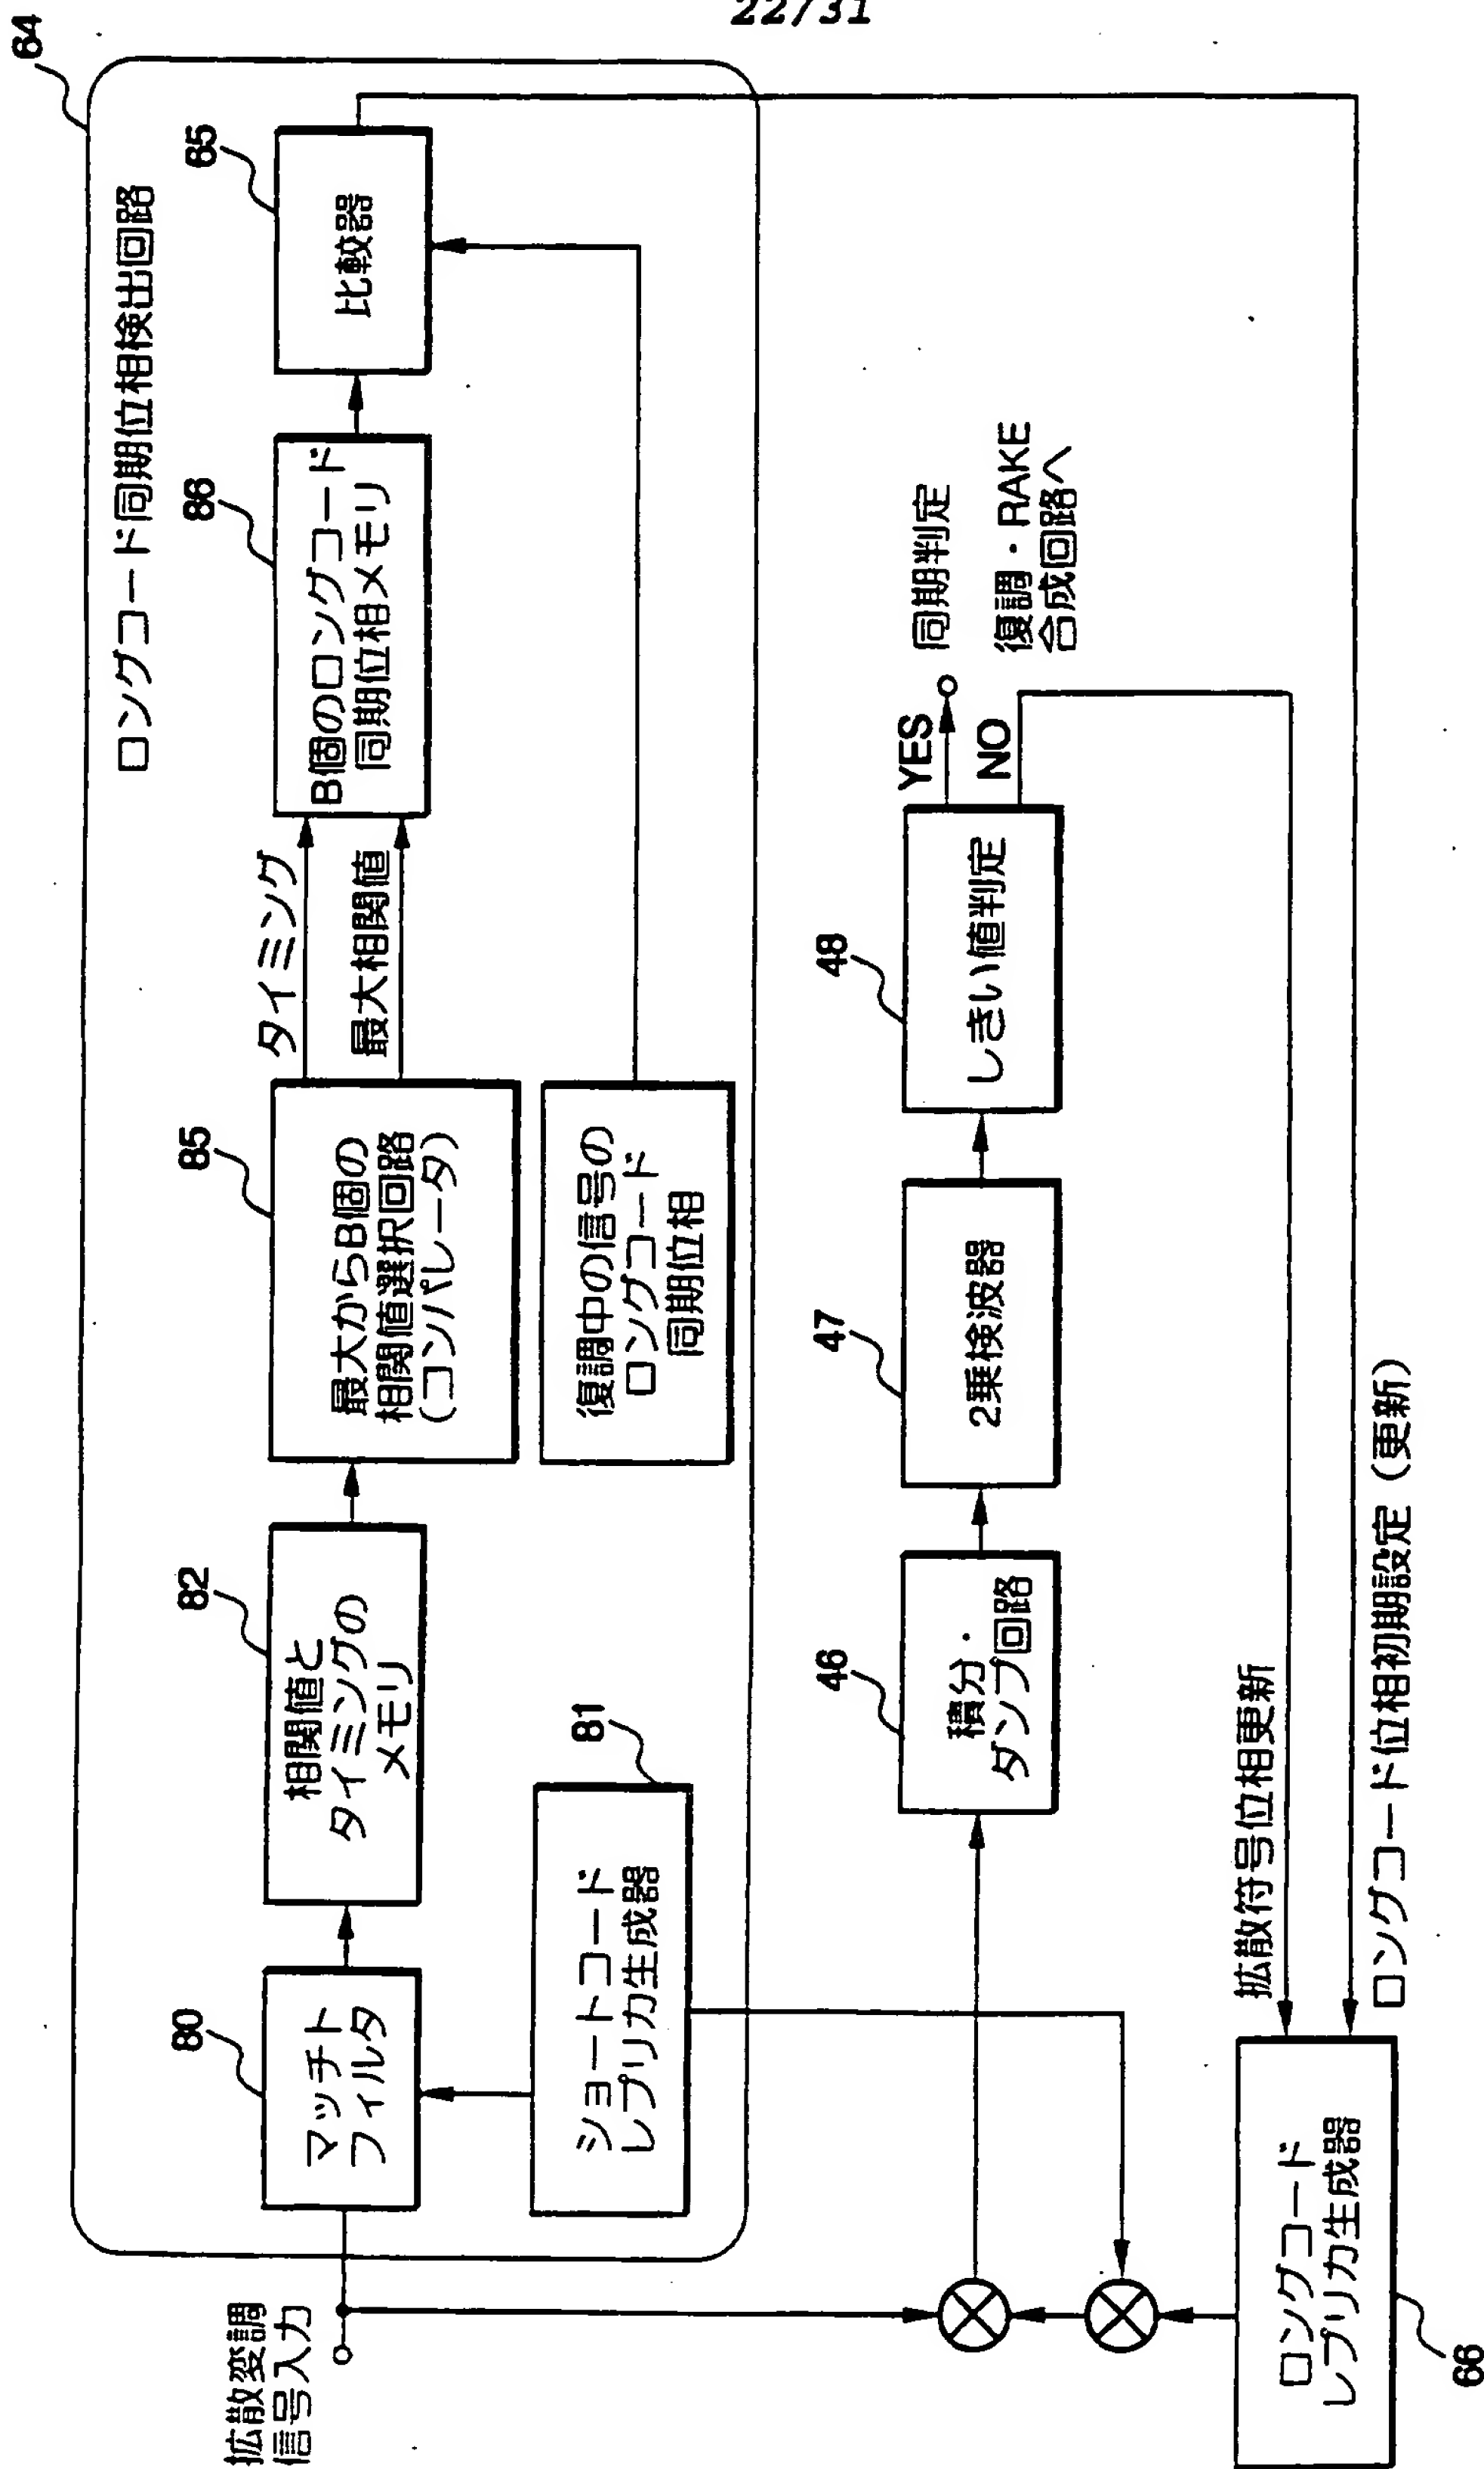 22/31
64
ロングコード同期位相検出回路
拡散変調
信号入力
80
マッチト
フィルタ
82
相関値と
タイミングの
メモリ
85
最大からB個の
相関値選択回路
(コンパレータ)
タイミング
最大相関値
86
B個のロングコード
同期位相メモリ
65
比較器
81
ショートコード
レプリカ生成器
復調中の信号の
ロングコード
同期位相
46
積分・
ダンプ回路
47
2乗検波器
48
しきい値判定
YES
NO
同期判定
復調・RAKE
合成回路へ
拡散符号位相更新
ロングコード位相初期設定(更新)
ロングコード
レプリカ生成器
66